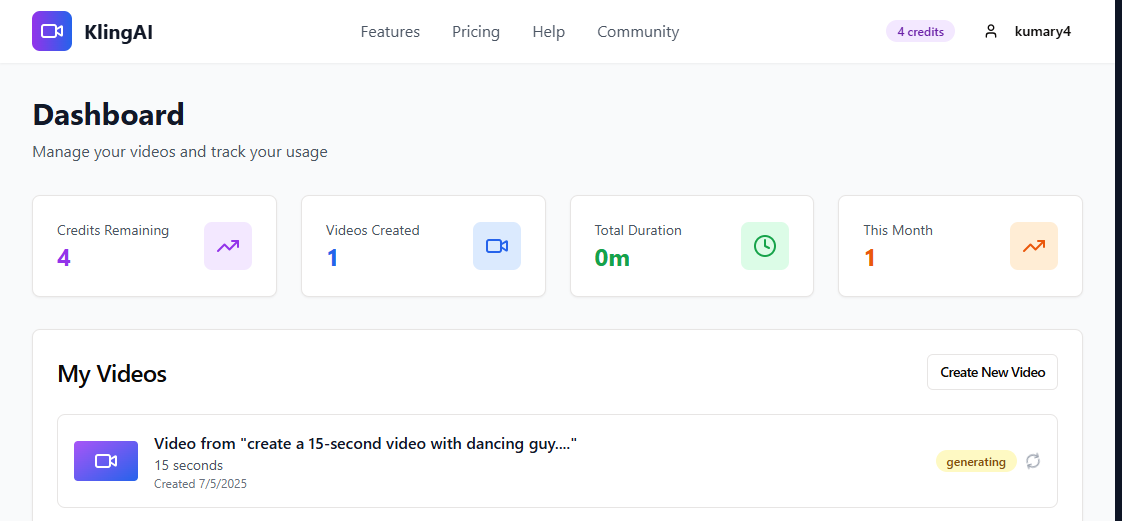 KlingAI
Features
Pricing
Help
Community
4 credits
kumary4
Dashboard
Manage your videos and track your usage
Credits Remaining
4
Videos Created
1
Total Duration
0m
This Month
1
My Videos
Create New Video
Video from "create a 15-second video with dancing guy...."
15 seconds
Created 7/5/2025
generating